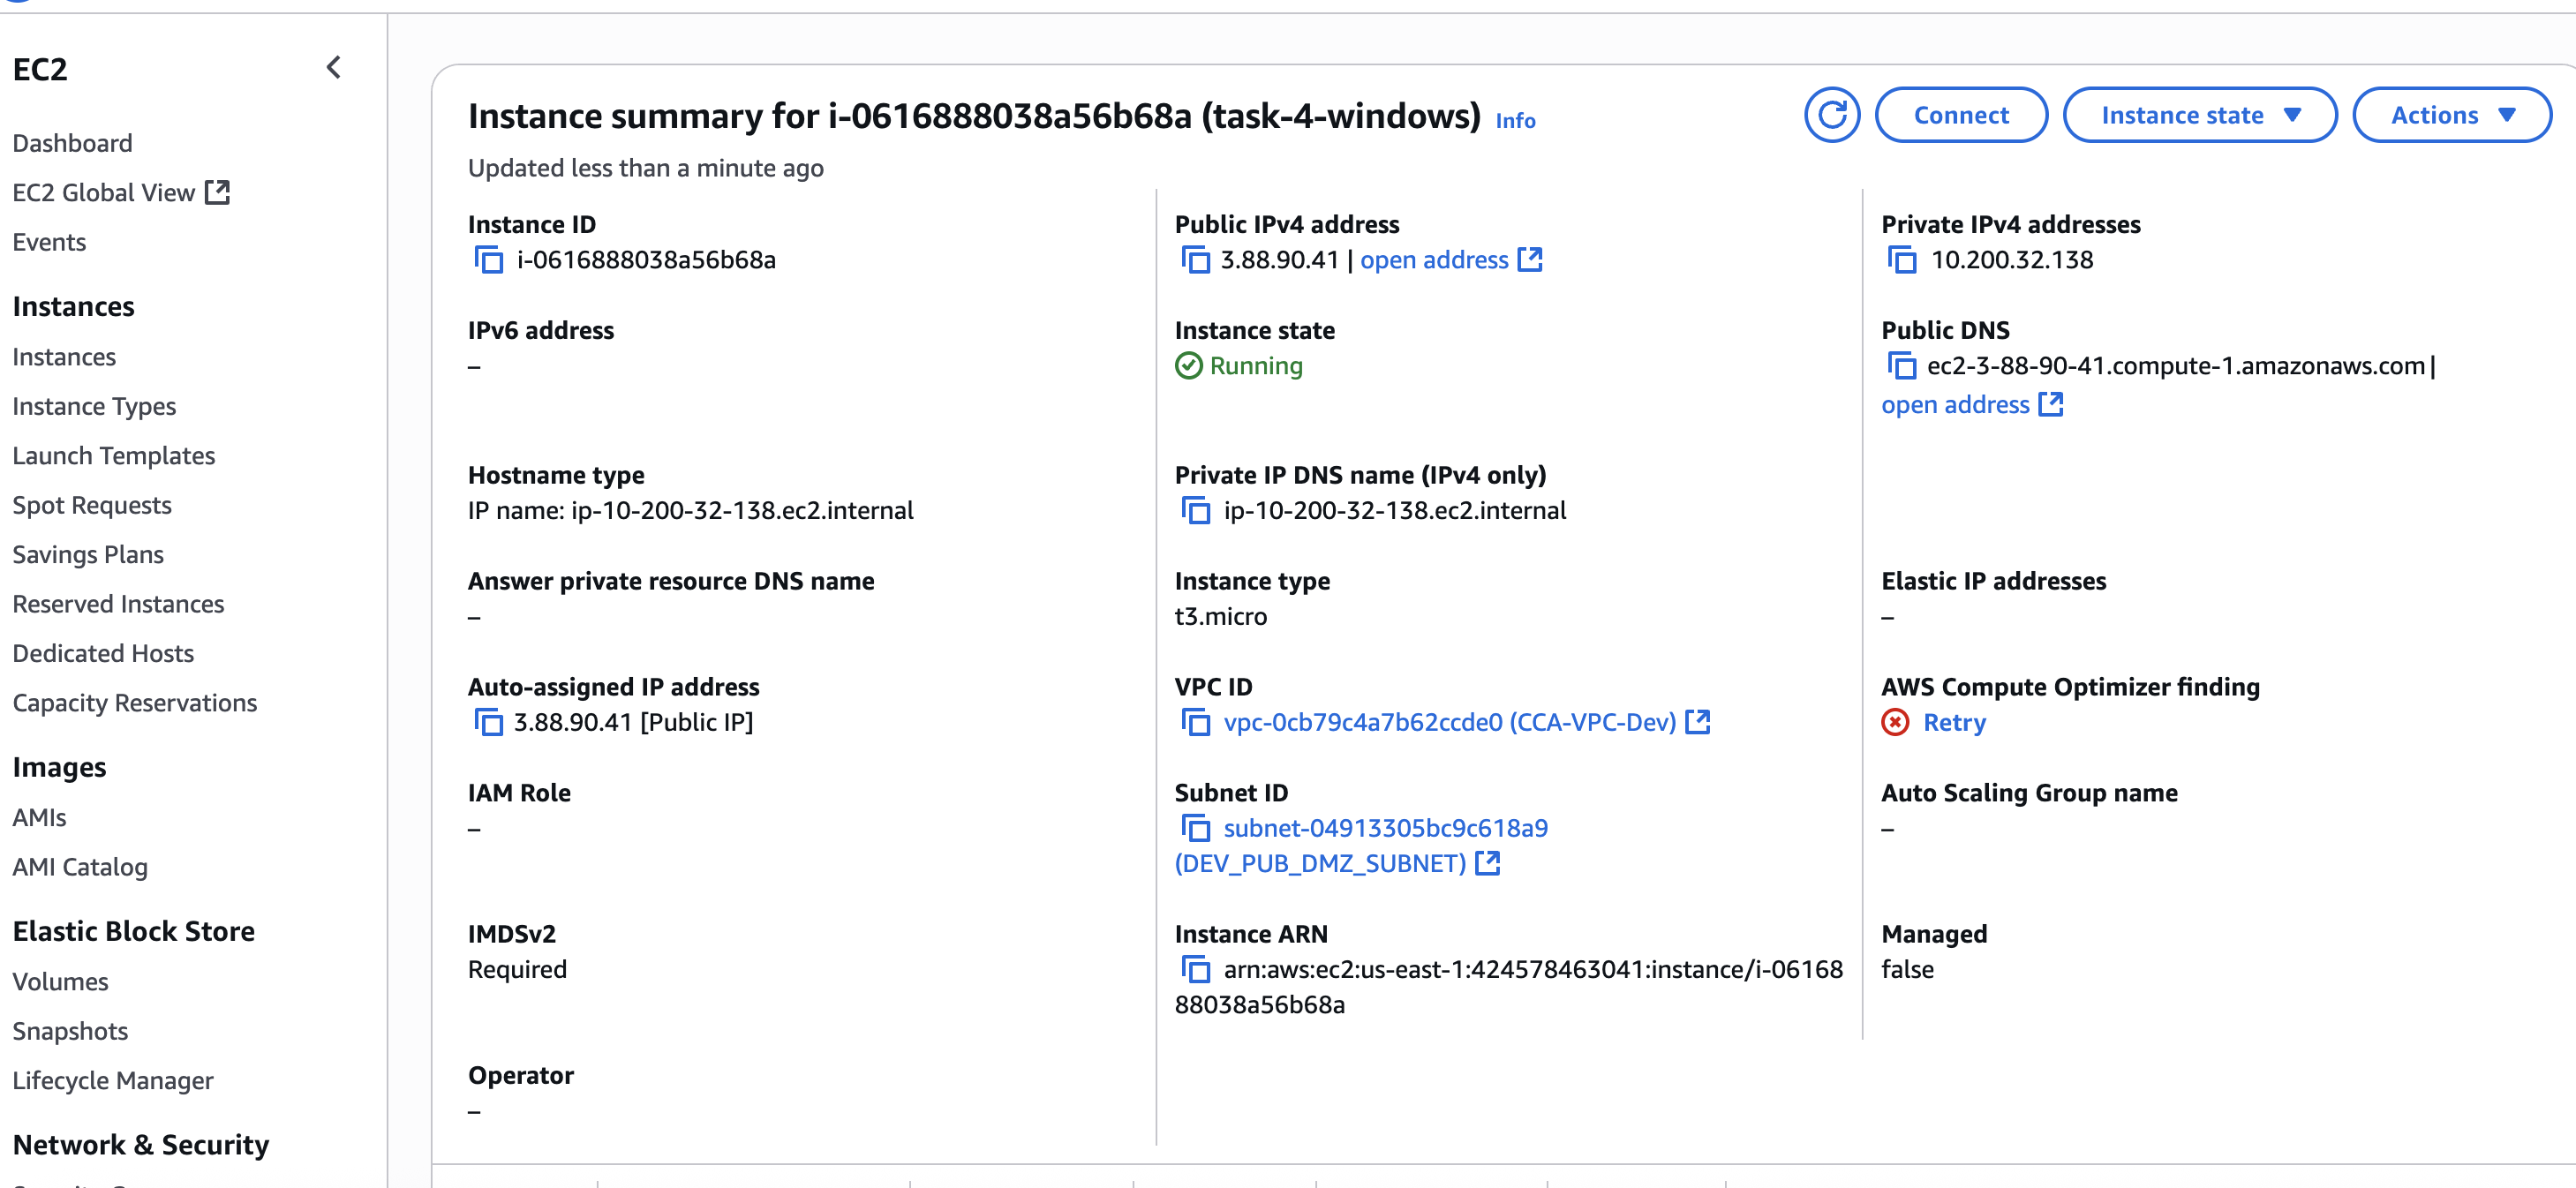 EC2
Dashboard
EC2 Global View
Events
Instances
Instances
Instance Types
Launch Templates
Spot Requests
Savings Plans
Reserved Instances
Dedicated Hosts
Capacity Reservations
Images
AMIs
AMI Catalog
Elastic Block Store
Volumes
Snapshots
Lifecycle Manager
Network & Security
Instance summary for i-0616888038a56b68a (task-4-windows) Info
Connect
Instance state
Actions
Updated less than a minute ago
Instance ID
i-0616888038a56b68a
Public IPv4 address
3.88.90.41 | open address
Private IPv4 addresses
10.200.32.138
IPv6 address
–
Instance state
Running
Public DNS
ec2-3-88-90-41.compute-1.amazonaws.com |
open address
Hostname type
IP name: ip-10-200-32-138.ec2.internal
Private IP DNS name (IPv4 only)
ip-10-200-32-138.ec2.internal
Answer private resource DNS name
–
Instance type
t3.micro
Elastic IP addresses
–
Auto-assigned IP address
3.88.90.41 [Public IP]
VPC ID
vpc-0cb79c4a7b62ccde0 (CCA-VPC-Dev)
AWS Compute Optimizer finding
Retry
IAM Role
–
Subnet ID
subnet-04913305bc9c618a9
(DEV_PUB_DMZ_SUBNET)
Auto Scaling Group name
–
IMDSv2
Required
Instance ARN
arn:aws:ec2:us-east-1:424578463041:instance/i-06168
88038a56b68a
Managed
false
Operator
–